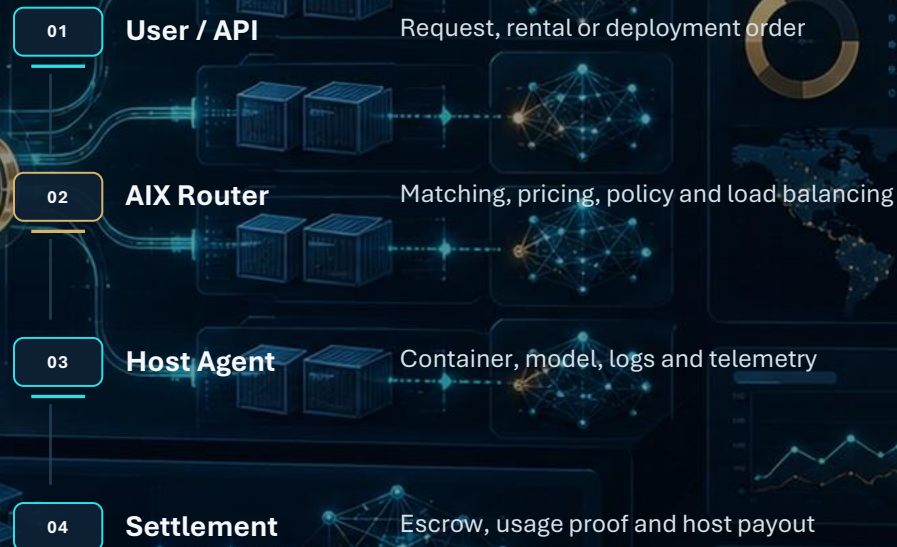 01 User / API Request, rental or deployment order
02 AIX Router Matching, pricing, policy and load balancing
03 Host Agent Container, model, logs and telemetry
04 Settlement Escrow, usage proof and host payout